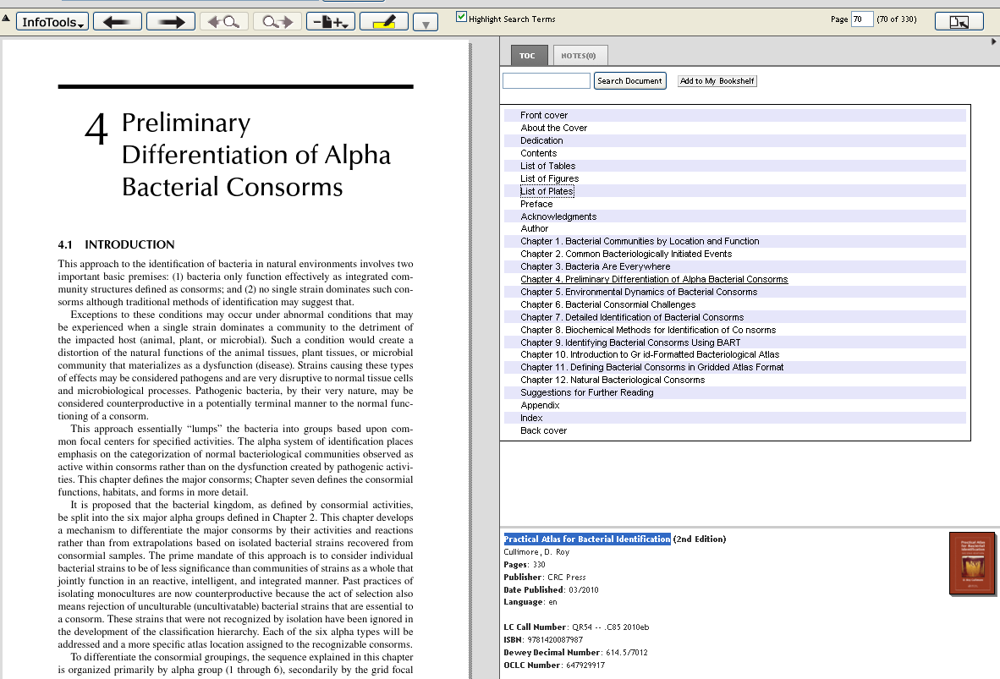 InfoTools
Highlight Search Terms
Page 70 (70 of 330)
4 Preliminary
Differentiation of Alpha
Bacterial Consorms
4.1 INTRODUCTION
This approach to the identification of bacteria in natural environments involves two
important basic premises: (1) bacteria only function effectively as integrated com-
munity structures defined as consorms; and (2) no single strain dominates such con-
sorms although traditional methods of identification may suggest that.
Exceptions to these conditions may occur under abnormal conditions that may
be experienced when a single strain dominates a community to the detriment of
the impacted host (animal, plant, or microbial). Such a condition would create a
distortion of the natural functions of the animal tissues, plant tissues, or microbial
community that materializes as a dysfunction (disease). Strains causing these types
of effects may be considered pathogens and are very disruptive to normal tissue cells
and microbiological processes. Pathogenic bacteria, by their very nature, may be
considered counterproductive in a potentially terminal manner to the normal func-
tioning of a consorm.
This approach essentially “lumps” the bacteria into groups based upon com-
mon focal centers for specified activities. The alpha system of identification places
emphasis on the categorization of normal bacteriological communities observed as
active within consorms rather than on the dysfunction created by pathogenic activi-
ties. This chapter defines the major consorms; Chapter seven defines the consormial
functions, habitats, and forms in more detail.
It is proposed that the bacterial kingdom, as defined by consormial activities,
be split into the six major alpha groups defined in Chapter 2. This chapter develops
a mechanism to differentiate the major consorms by their activities and reactions
rather than from extrapolations based on isolated bacterial strains recovered from
consormial samples. The prime mandate of this approach is to consider individual
bacterial strains to be of less significance than communities of strains as a whole that
jointly function in an reactive, intelligent, and integrated manner. Past practices of
isolating monocultures are now counterproductive because the act of selection also
means rejection of unculturable (uncultivatable) bacterial strains that are essential to
a consorm. These strains that were not recognized by isolation have been ignored in
the development of the classification hierarchy. Each of the six alpha types will be
addressed and a more specific atlas location assigned to the recognizable consorms.
To differentiate the consormial groupings, the sequence explained in this chapter
is organized primarily by alpha group (1 through 6), secondarily by the grid focal
TOC NOTES(0)
Search Document Add to My Bookshelf
Front cover
About the Cover
Dedication
Contents
List of Tables
List of Figures
List of Plates
Preface
Acknowledgments
Author
Chapter 1. Bacterial Communities by Location and Function
Chapter 2. Common Bacteriologically Initiated Events
Chapter 3. Bacteria Are Everywhere
Chapter 4. Preliminary Differentiation of Alpha Bacterial Consorms
Chapter 5. Environmental Dynamics of Bacterial Consorms
Chapter 6. Bacterial Consormial Challenges
Chapter 7. Detailed Identification of Bacterial Consorms
Chapter 8. Biochemical Methods for Identification of Co nsorms
Chapter 9. Identifying Bacterial Consorms Using BART
Chapter 10. Introduction to Gr id-Formatted Bacteriological Atlas
Chapter 11. Defining Bacterial Consorms in Gridded Atlas Format
Chapter 12. Natural Bacteriological Consorms
Suggestions for Further Reading
Appendix
Index
Back cover
Practical Atlas for Bacterial Identification (2nd Edition)
Cullimore, D. Roy
Pages: 330
Publisher: CRC Press
Date Published: 03/2010
Language: en
LC Call Number: QR54 -- .C85 2010eb
ISBN: 9781420087987
Dewey Decimal Number: 614.5/7012
OCLC Number: 647929917
Practical Atlas
for Bacterial
Identification